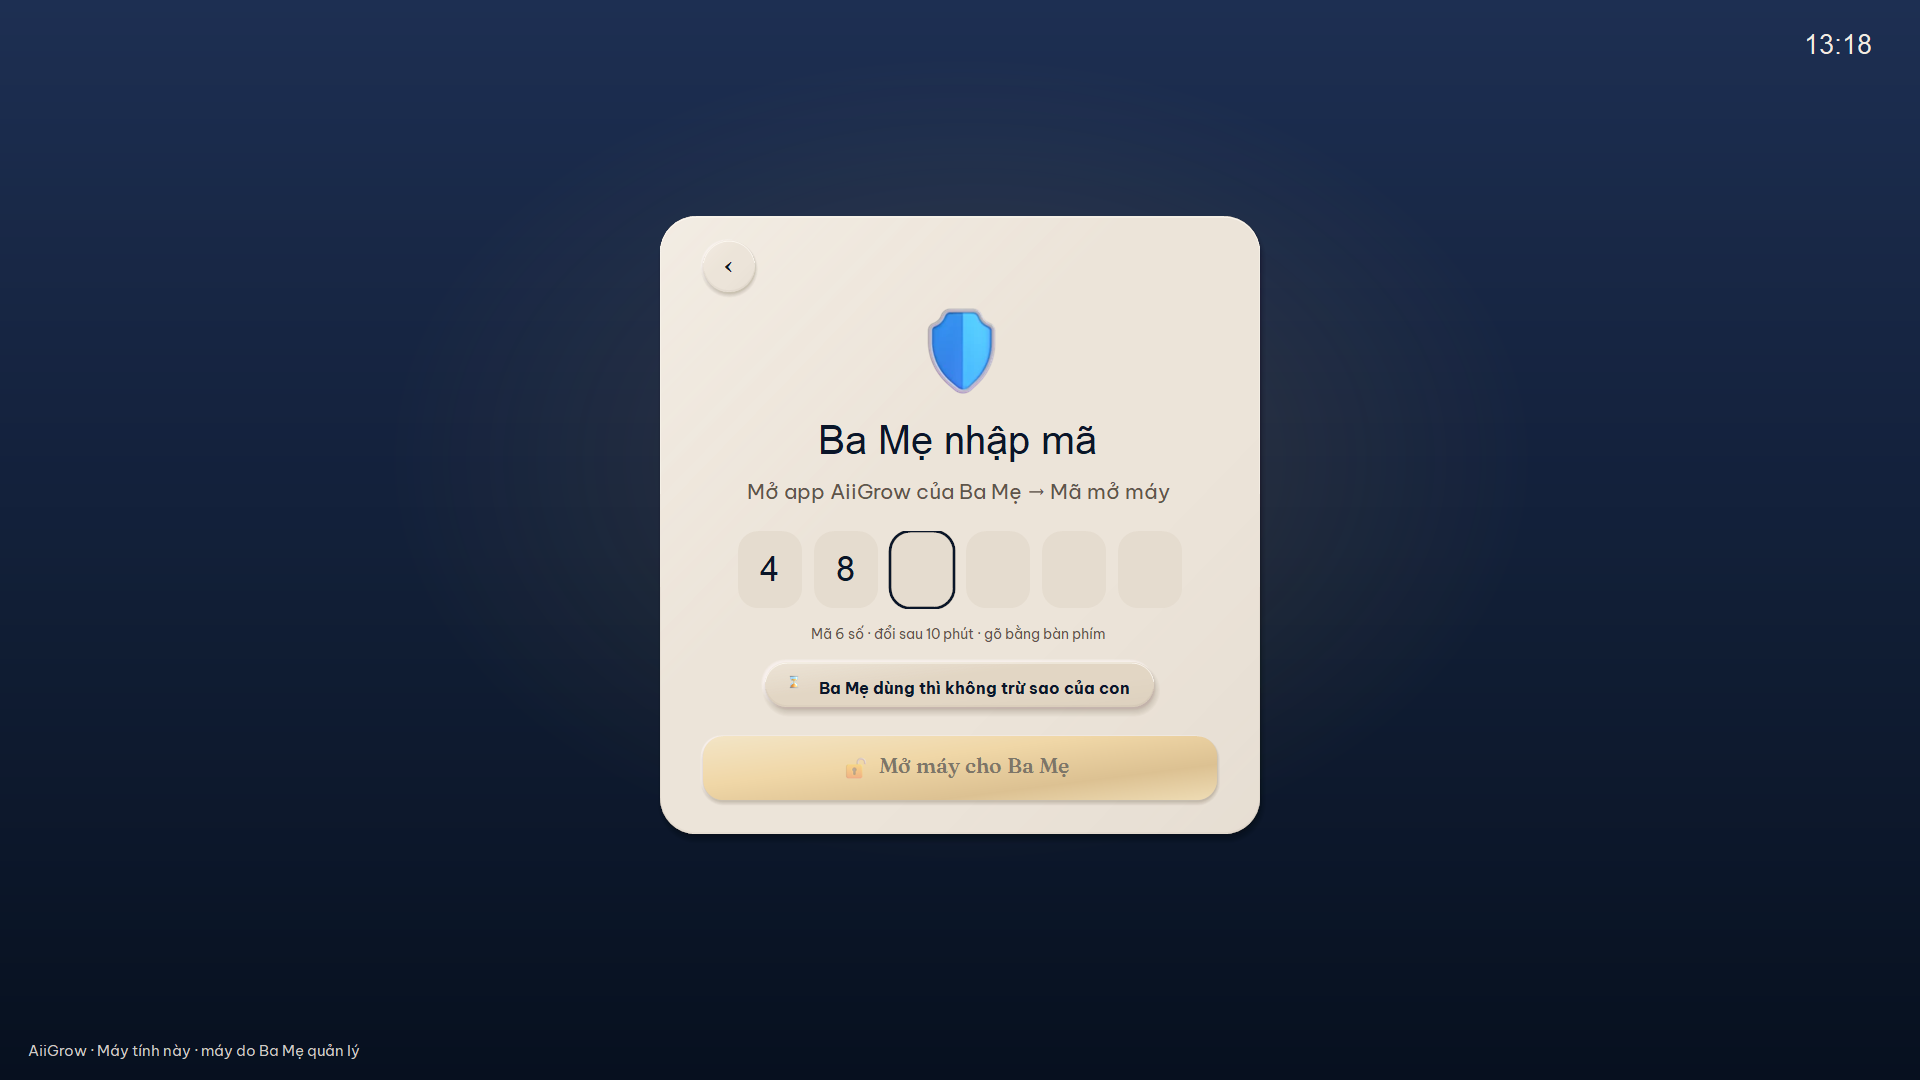 13:18
‹
Ba Mẹ nhập mã
Mở app AiiGrow của Ba Mẹ → Mã mở máy
4 8
Mã 6 số · đổi sau 10 phút · gõ bằng bàn phím
Ba Mẹ dùng thì không trừ sao của con
Mở máy cho Ba Mẹ
AiiGrow · Máy tính này · máy do Ba Mẹ quản lý